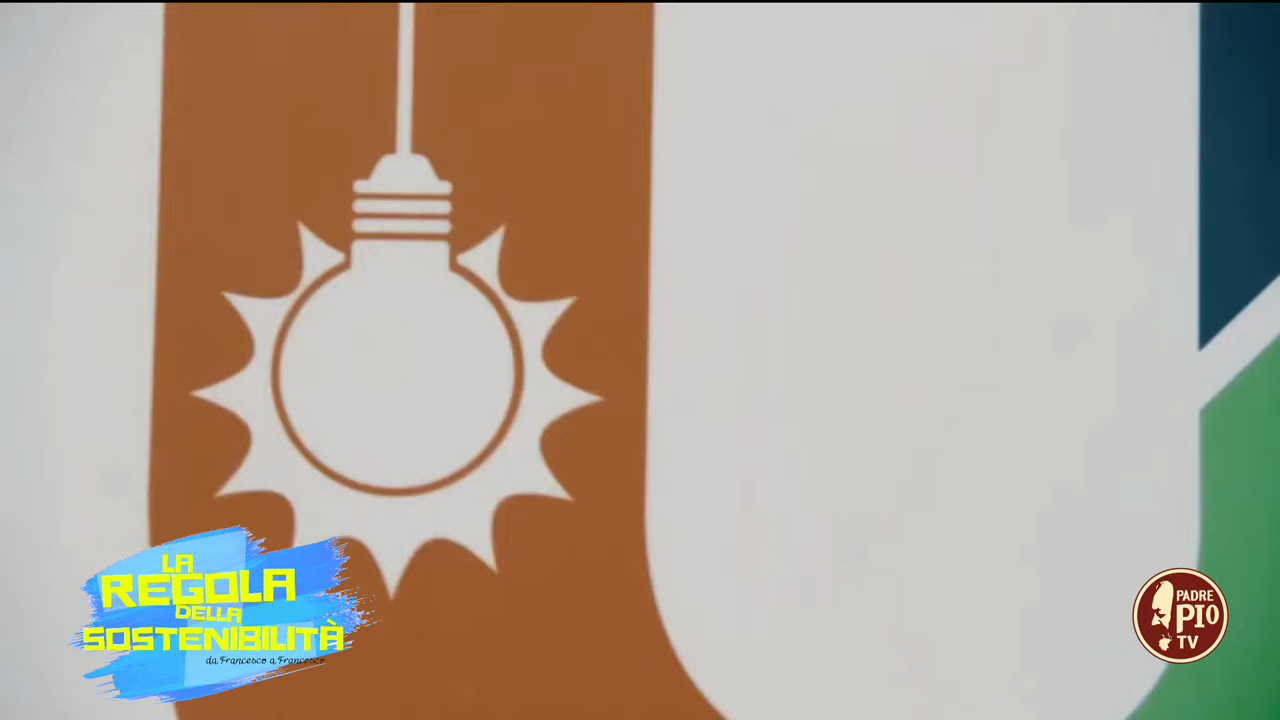 LA
REGOLA
DELLA
SOSTENIBILITÀ
da Francesco a Francesco
PADRE
PIO
TV